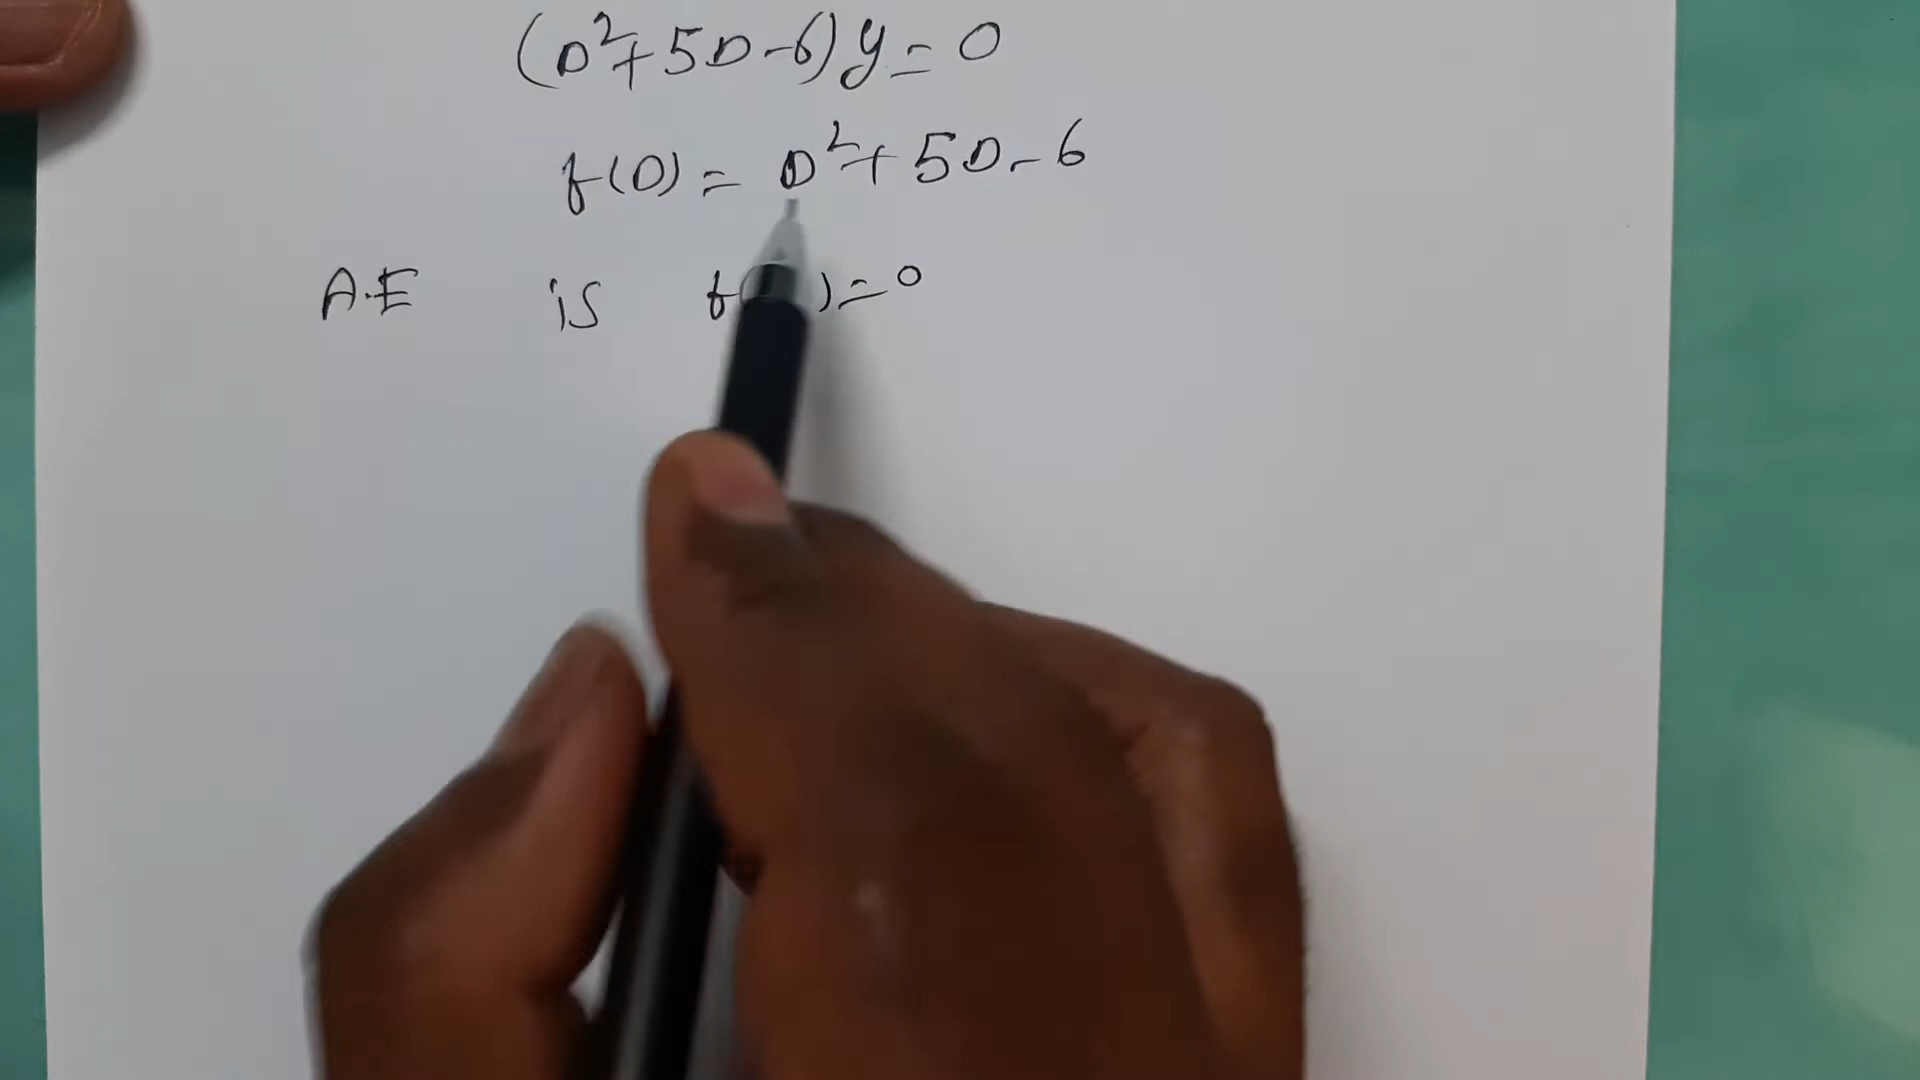 (D²+5D-6)y=0
f(D) = D²+5D-6
A.E is f( )=0